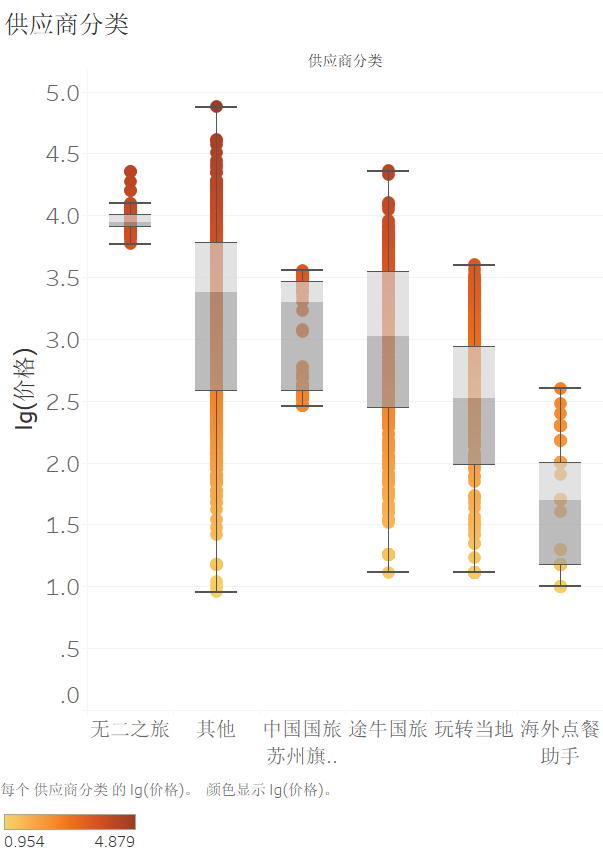 供应商分类
供应商分类
5.0
4.5
4.0
3.5
3.0
2.5
2.0
1.5
1.0
.5
.0
lg(价格)
无二之旅 其他 中国国旅 途牛国旅 玩转当地 海外点餐
苏州旗.. 助手
每个 供应商分类 的 lg(价格)。 颜色显示 lg(价格)。
0.954 4.879